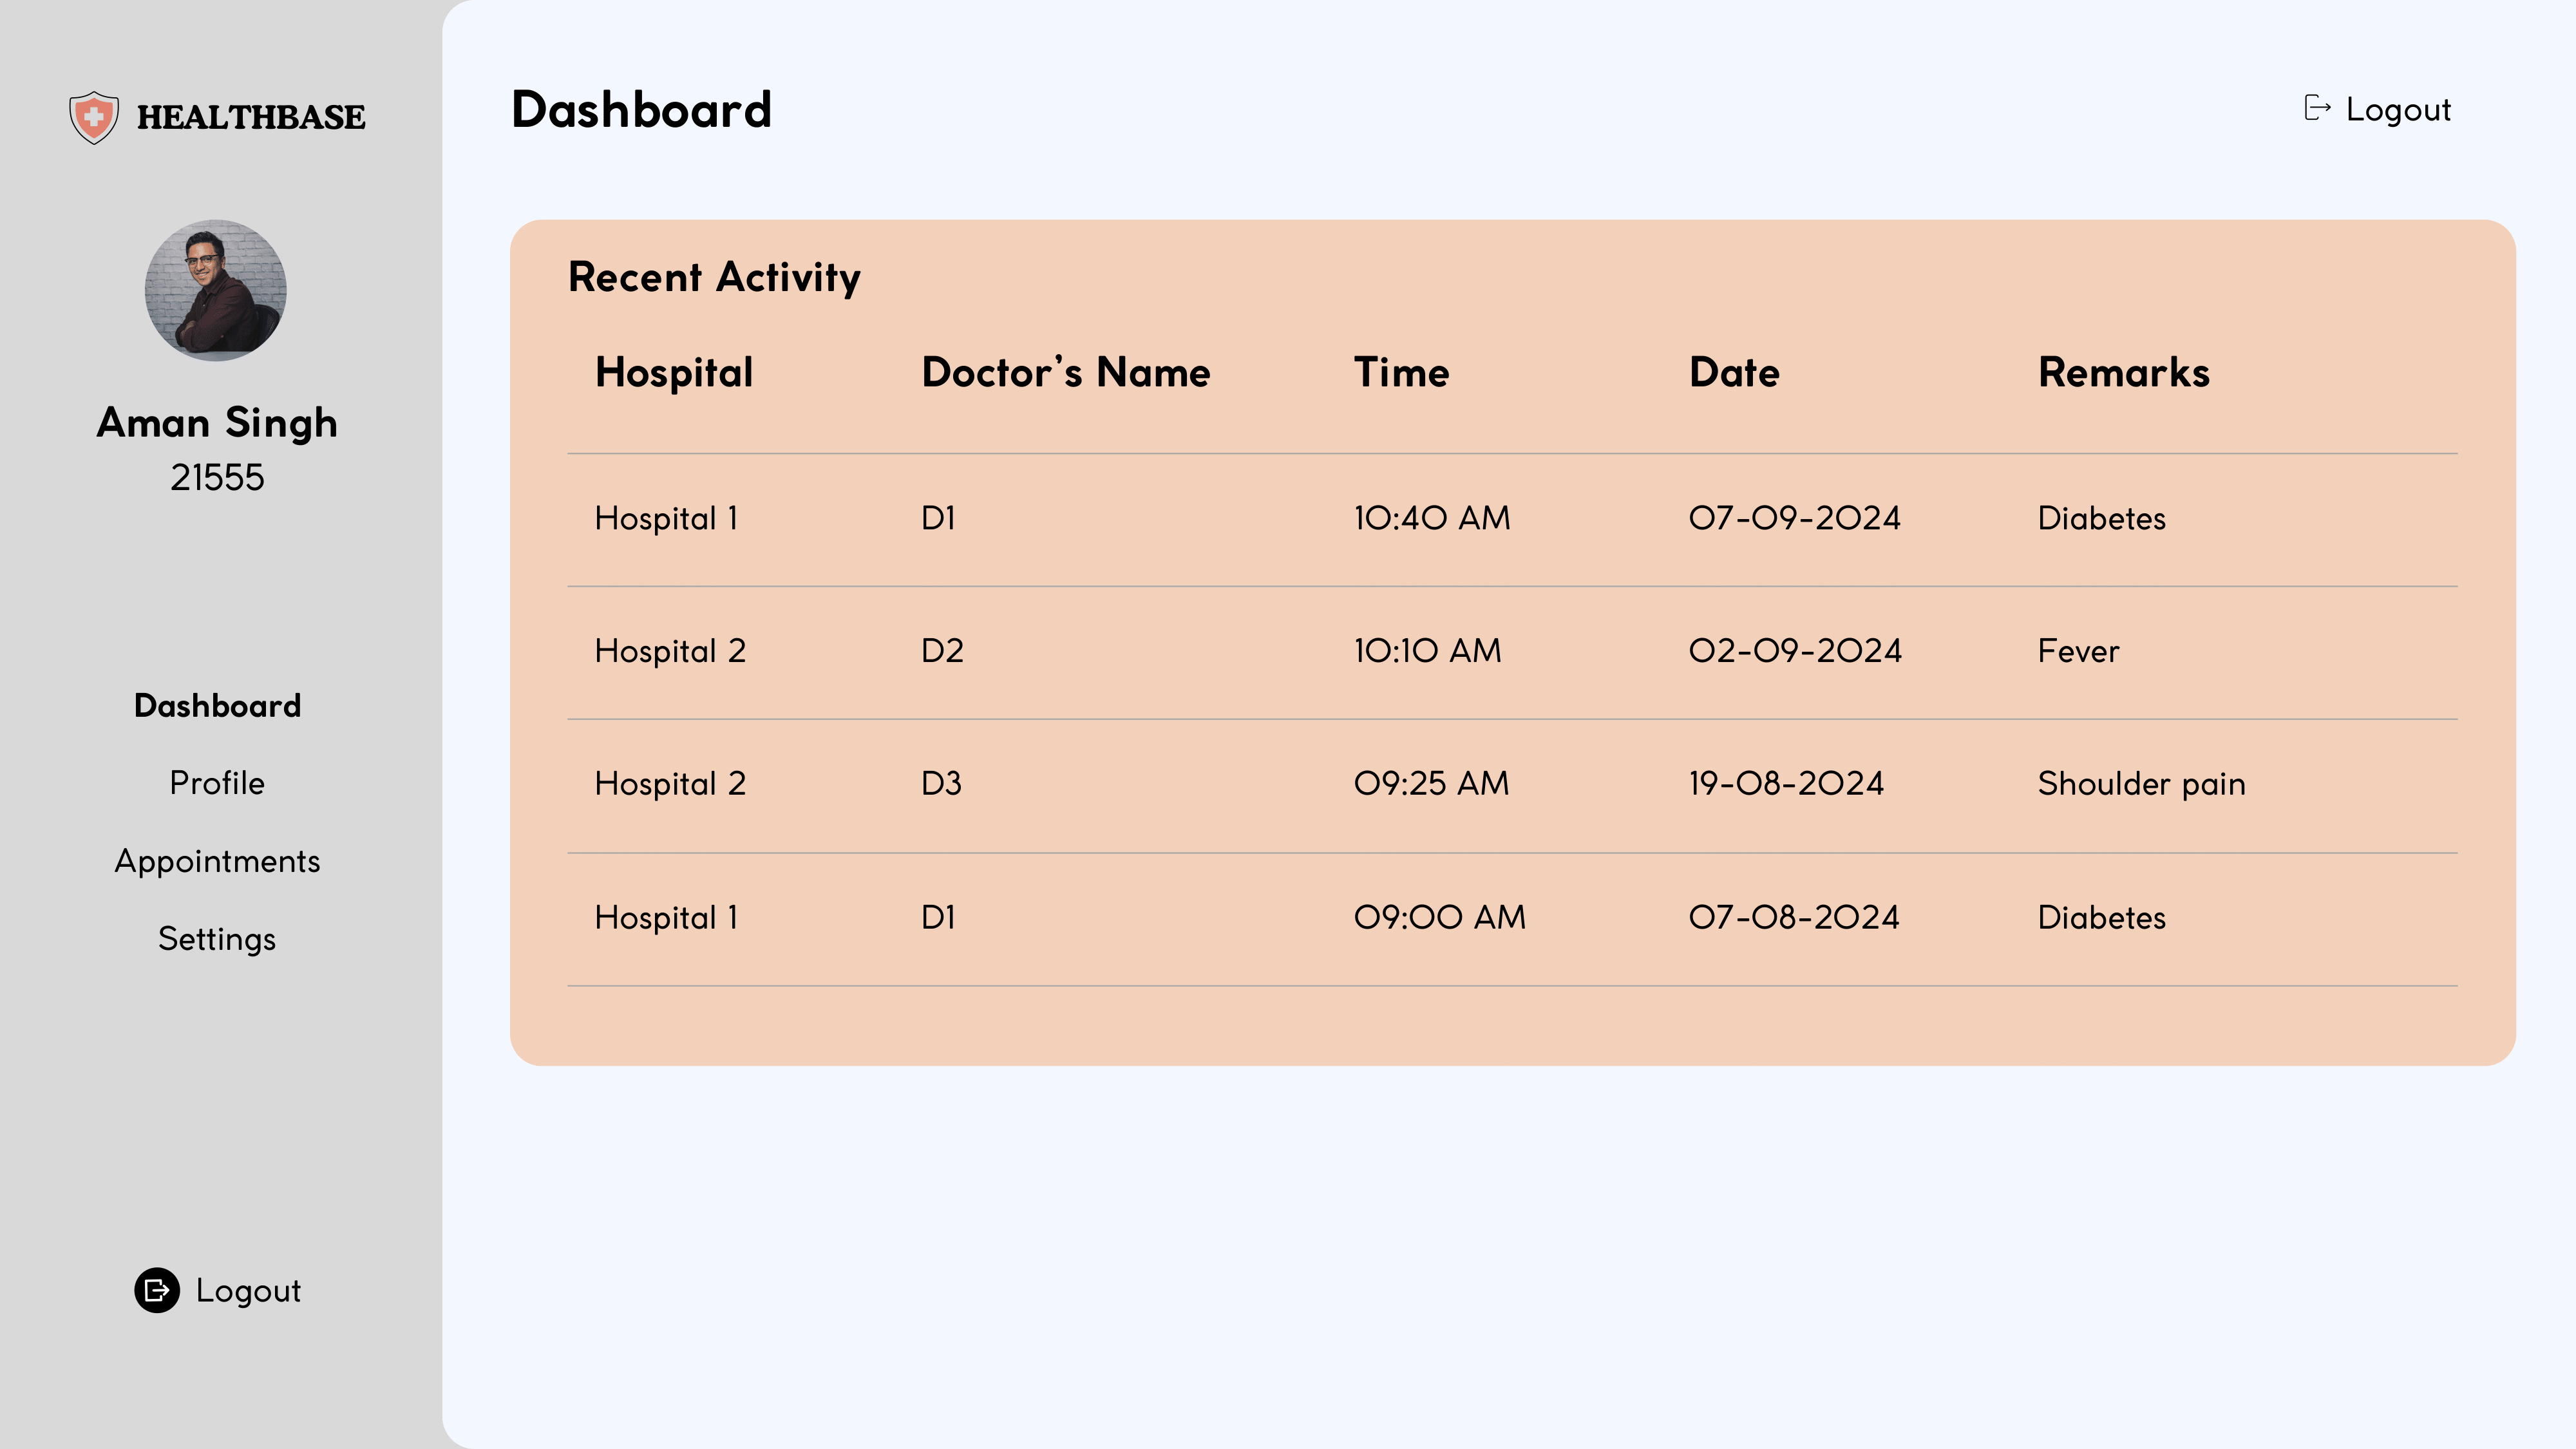 HEALTHBASE
Aman Singh
21555
Dashboard
Profile
Appointments
Settings
Logout
Dashboard
Logout
Recent Activity
Hospital Doctor's Name Time Date Remarks
Hospital 1 D1 10:40 AM 07-09-2024 Diabetes
Hospital 2 D2 10:10 AM 02-09-2024 Fever
Hospital 2 D3 09:25 AM 19-08-2024 Shoulder pain
Hospital 1 D1 09:00 AM 07-08-2024 Diabetes